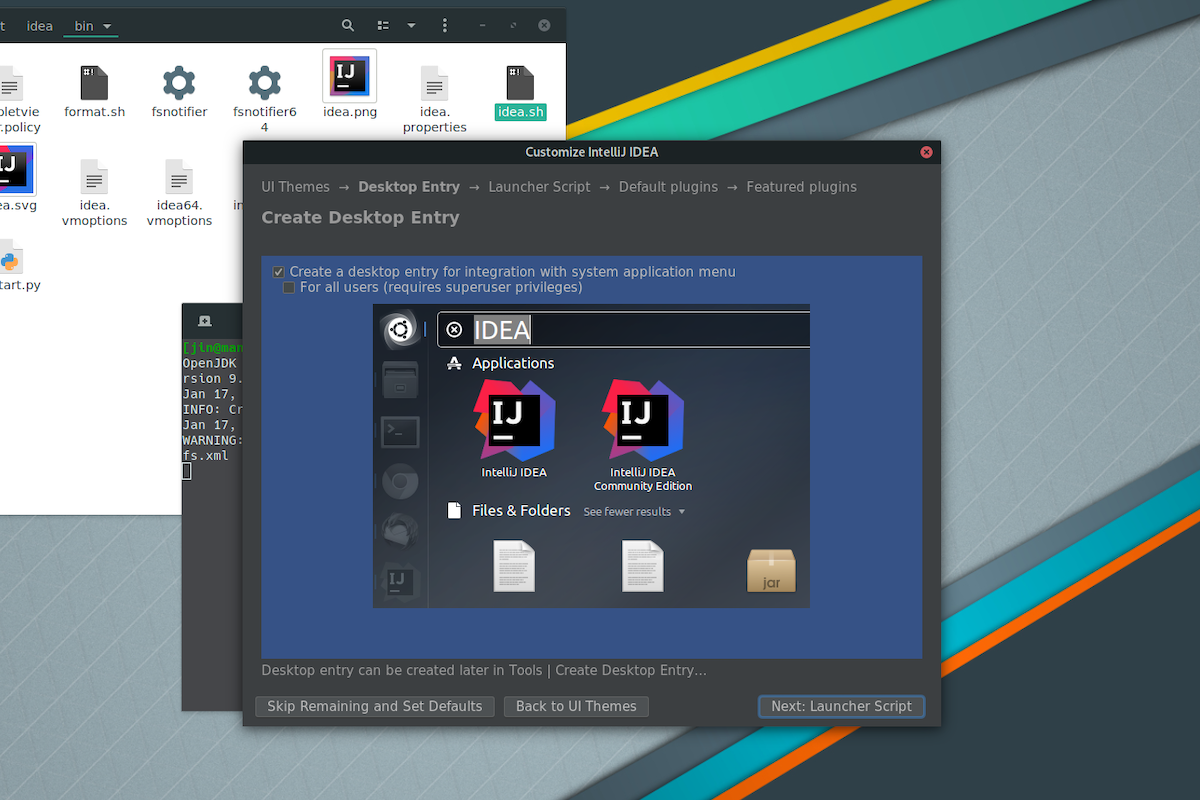 t idea bin
format.sh
fsnotifier
fsnotifier6
4
idea.png
idea.
properties
idea.sh
.policy
ea.svg
idea.
vmoptions
idea64.
vmoptions
in
tart.py
[jln@man
OpenJDK
rsion 9.
Jan 17,
INFO: Cr
Jan 17,
WARNING:
fs.xml
Customize IntelliJ IDEA
UI Themes → Desktop Entry → Launcher Script → Default plugins → Featured plugins
Create Desktop Entry
Create a desktop entry for integration with system application menu
For all users (requires superuser privileges)
IDEA
Applications
IJ
IJ
IntelliJ IDEA
IntelliJ IDEA
Community Edition
Files & Folders See fewer results
jar
Desktop entry can be created later in Tools | Create Desktop Entry...
Skip Remaining and Set Defaults
Back to UI Themes
Next: Launcher Script